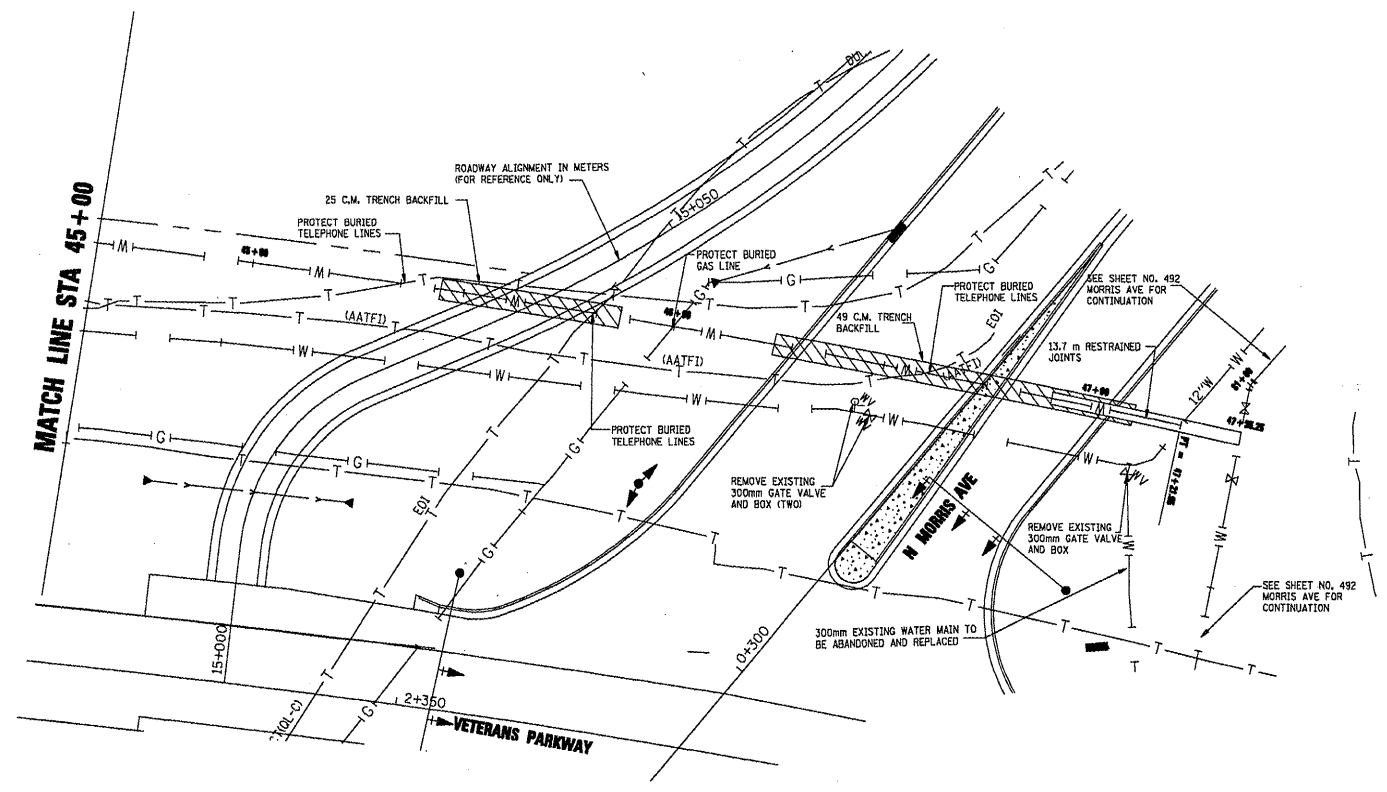 MATCH LINE STA 45+00
ROADWAY ALIGNMENT IN METERS
(FOR REFERENCE ONLY)
25 C.M. TRENCH BACKFILL
PROTECT BURIED
TELEPHONE LINES
15+050
PROTECT BURIED
GAS LINE
PROTECT BURIED
TELEPHONE LINES
49 C.M. TRENCH
BACKFILL
SEE SHEET NO. 492
MORRIS AVE FOR
CONTINUATION
13.7 m RESTRAINED
JOINTS
12"W
47+00
(AATFI)
(AATFI)
(AATFI)
EOI
EOI
WV
WV
WV
PROTECT BURIED
TELEPHONE LINES
REMOVE EXISTING
300mm GATE VALVE
AND BOX (TWO)
N MORRIS AVE
REMOVE EXISTING
300mm GATE VALVE
AND BOX
300mm EXISTING WATER MAIN TO
BE ABANDONED AND REPLACED
SEE SHEET NO. 492
MORRIS AVE FOR
CONTINUATION
15+000
0+300
2+350
VETERANS PARKWAY
M
M
M
M
M
M
T
T
T
T
G
G
G
G
G
W
W
W
W
W
W
W